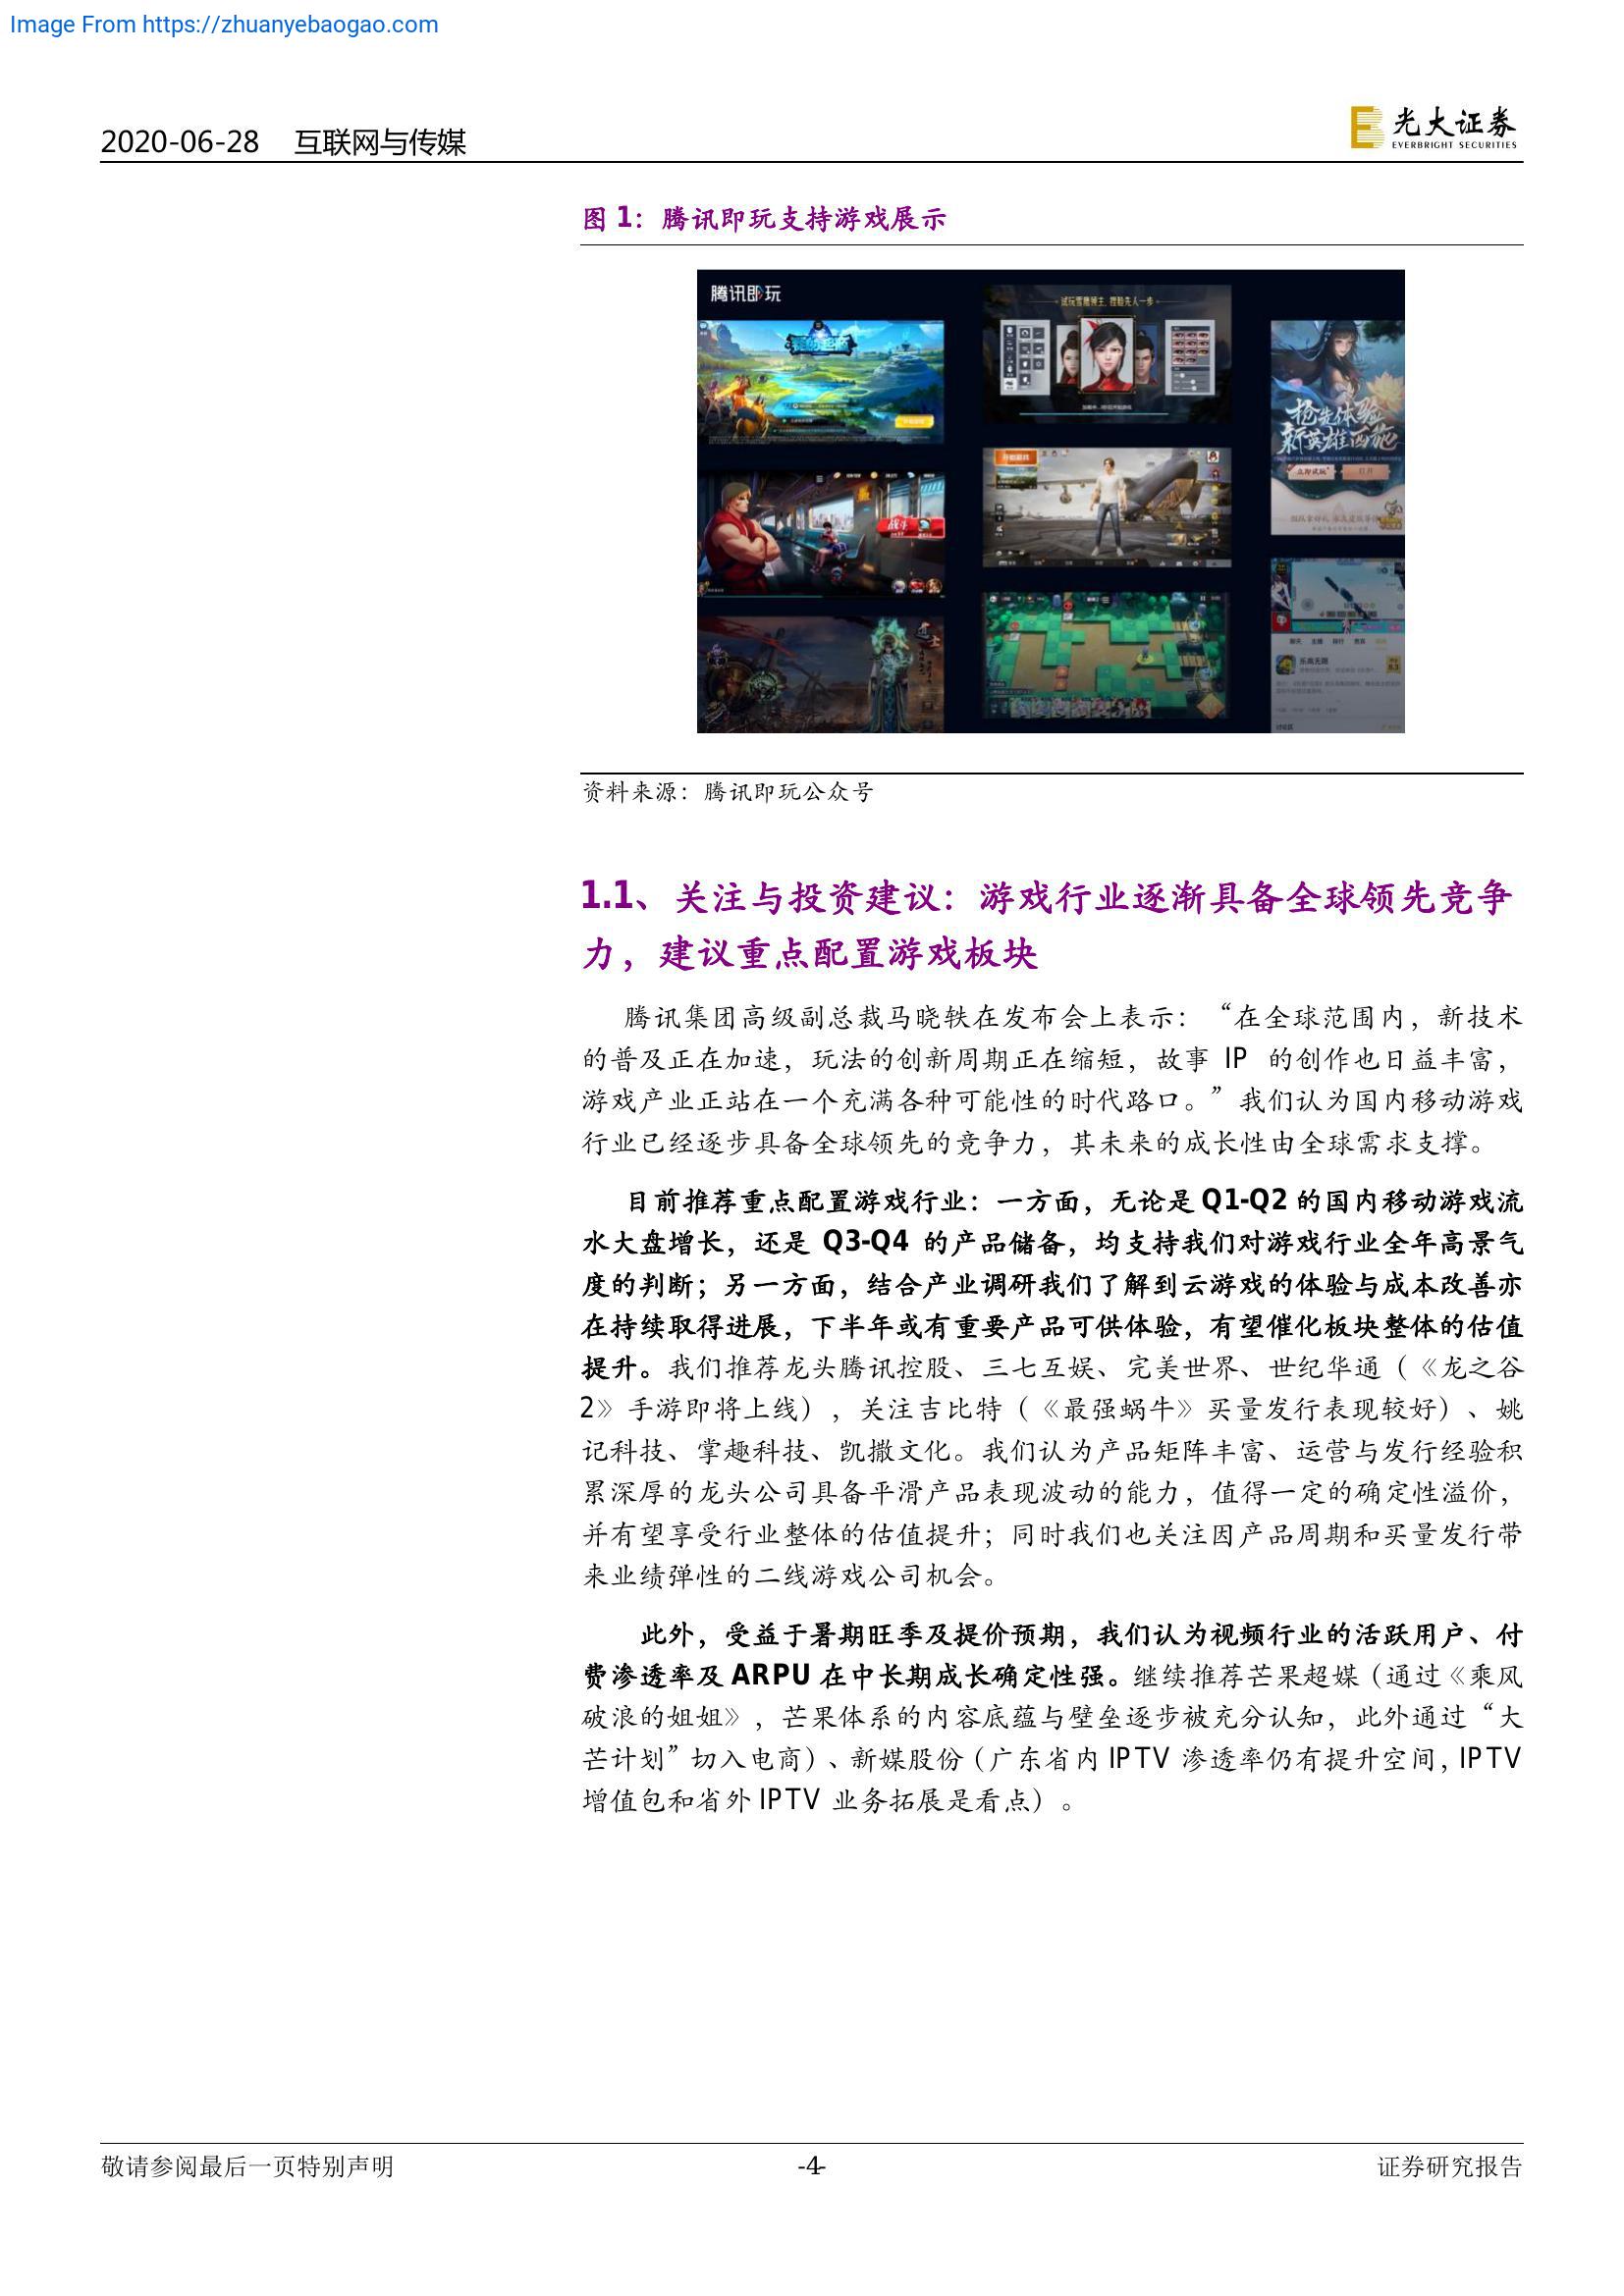 Image From https://zhuanyebaogao.com
2020-06-28 互联网与传媒
光大证券
EVERBRIGHT SECURITIES
图 1：腾讯即玩支持游戏展示
腾讯即玩
试玩雪鹰领主，捏脸先人一步
抢先体验
新英雄西施
立即试玩
战斗
道士
乐高无限
资料来源：腾讯即玩公众号
1.1、关注与投资建议：游戏行业逐渐具备全球领先竞争
力，建议重点配置游戏板块
腾讯集团高级副总裁马晓轶在发布会上表示：“在全球范围内，新技术
的普及正在加速，玩法的创新周期正在缩短，故事 IP 的创作也日益丰富，
游戏产业正站在一个充满各种可能性的时代路口。”我们认为国内移动游戏
行业已经逐步具备全球领先的竞争力，其未来的成长性由全球需求支撑。
目前推荐重点配置游戏行业：一方面，无论是 Q1-Q2 的国内移动游戏流
水大盘增长，还是 Q3-Q4 的产品储备，均支持我们对游戏行业全年高景气
度的判断；另一方面，结合产业调研我们了解到云游戏的体验与成本改善亦
在持续取得进展，下半年或有重要产品可供体验，有望催化板块整体的估值
提升。我们推荐龙头腾讯控股、三七互娱、完美世界、世纪华通（《龙之谷
2》手游即将上线），关注吉比特（《最强蜗牛》买量发行表现较好）、姚
记科技、掌趣科技、凯撒文化。我们认为产品矩阵丰富、运营与发行经验积
累深厚的龙头公司具备平滑产品表现波动的能力，值得一定的确定性溢价，
并有望享受行业整体的估值提升；同时我们也关注因产品周期和买量发行带
来业绩弹性的二线游戏公司机会。
此外，受益于暑期旺季及提价预期，我们认为视频行业的活跃用户、付
费渗透率及 ARPU 在中长期成长确定性强。继续推荐芒果超媒（通过《乘风
破浪的姐姐》，芒果体系的内容底蕴与壁垒逐步被充分认知，此外通过“大
芒计划”切入电商）、新媒股份（广东省内 IPTV 渗透率仍有提升空间，IPTV
增值包和省外 IPTV 业务拓展是看点）。
敬请参阅最后一页特别声明 -4- 证券研究报告